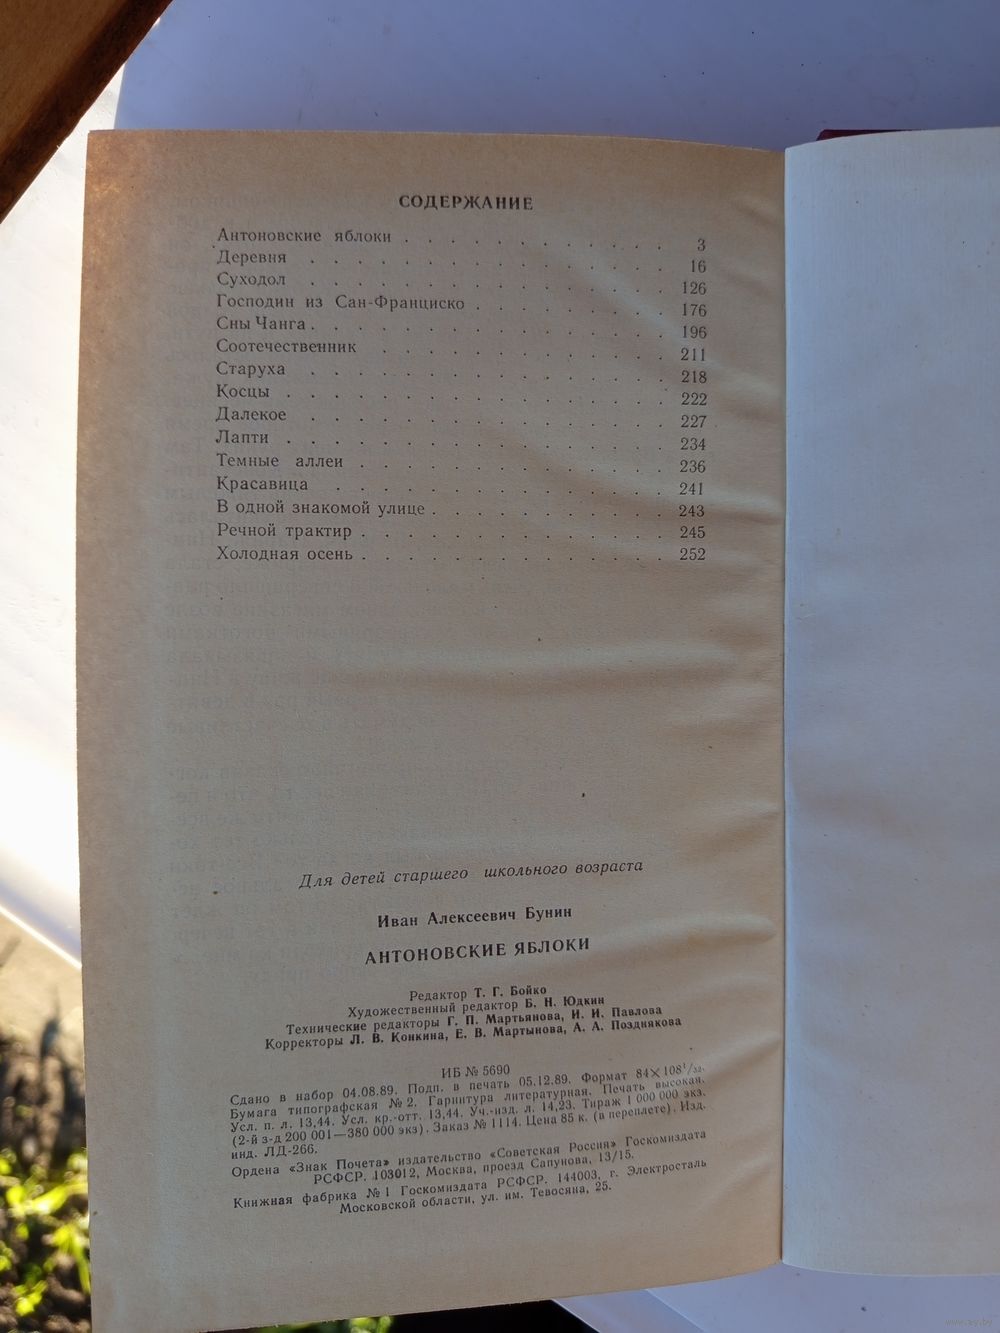 СОДЕРЖАНИЕ
Антоновские яблоки . . . . . . . . . . . . 3
Деревня . . . . . . . . . . . . . . . . 16
Суходол . . . . . . . . . . . . . . . . 126
Господин из Сан-Франциско . . . . . . . . . 176
Сны Чанга . . . . . . . . . . . . . . . . 196
Соотечественник . . . . . . . . . . . . . 211
Старуха . . . . . . . . . . . . . . . . 218
Косцы . . . . . . . . . . . . . . . . . 222
Далекое . . . . . . . . . . . . . . . . 227
Лапти . . . . . . . . . . . . . . . . . 234
Темные аллеи . . . . . . . . . . . . . . 236
Красавица . . . . . . . . . . . . . . . 241
В одной знакомой улице . . . . . . . . . . . 243
Речной трактир . . . . . . . . . . . . . . 245
Холодная осень . . . . . . . . . . . . . . 252
Для детей старшего школьного возраста
Иван Алексеевич Бунин
АНТОНОВСКИЕ ЯБЛОКИ
Редактор Т. Г. Бойко
Художественный редактор Б. Н. Юдкин
Технические редакторы Г. П. Мартьянова, И. И. Павлова
Корректоры Л. В. Конкина, Е. В. Мартынова, А. А. Позднякова
ИБ № 5690
Сдано в набор 04.08.89. Подп. в печать 05.12.89. Формат 84×108¹/₃₂.
Бумага типографская № 2. Гарнитура литературная. Печать высокая.
Усл. п. л. 13,44. Усл. кр.-отт. 13,44. Уч.-изд. л. 14,23. Тираж 1 000 000 экз.
(2-й з-д 200 001—380 000 экз). Заказ № 1114. Цена 85 к. (в переплете). Изд.
инд. ЛД-266.
Ордена «Знак Почета» издательство «Советская Россия» Госкомиздата
РСФСР. 103012, Москва, проезд Сапунова, 13/15.
Книжная фабрика № 1 Госкомиздата РСФСР. 144003, г. Электросталь
Московской области, ул. им. Тевосяна, 25.
www.ay.by